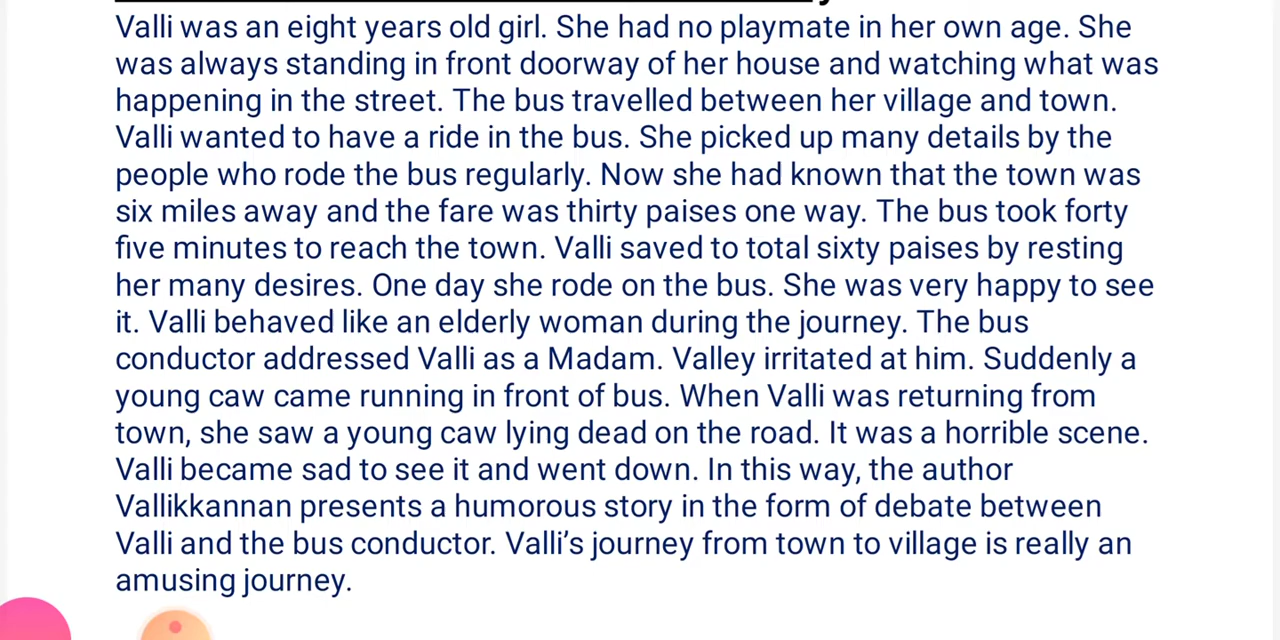 Valli was an eight years old girl. She had no playmate in her own age. She
was always standing in front doorway of her house and watching what was
happening in the street. The bus travelled between her village and town.
Valli wanted to have a ride in the bus. She picked up many details by the
people who rode the bus regularly. Now she had known that the town was
six miles away and the fare was thirty paises one way. The bus took forty
five minutes to reach the town. Valli saved to total sixty paises by resting
her many desires. One day she rode on the bus. She was very happy to see
it. Valli behaved like an elderly woman during the journey. The bus
conductor addressed Valli as a Madam. Valley irritated at him. Suddenly a
young caw came running in front of bus. When Valli was returning from
town, she saw a young caw lying dead on the road. It was a horrible scene.
Valli became sad to see it and went down. In this way, the author
Vallikkannan presents a humorous story in the form of debate between
Valli and the bus conductor. Valli’s journey from town to village is really an
amusing journey.